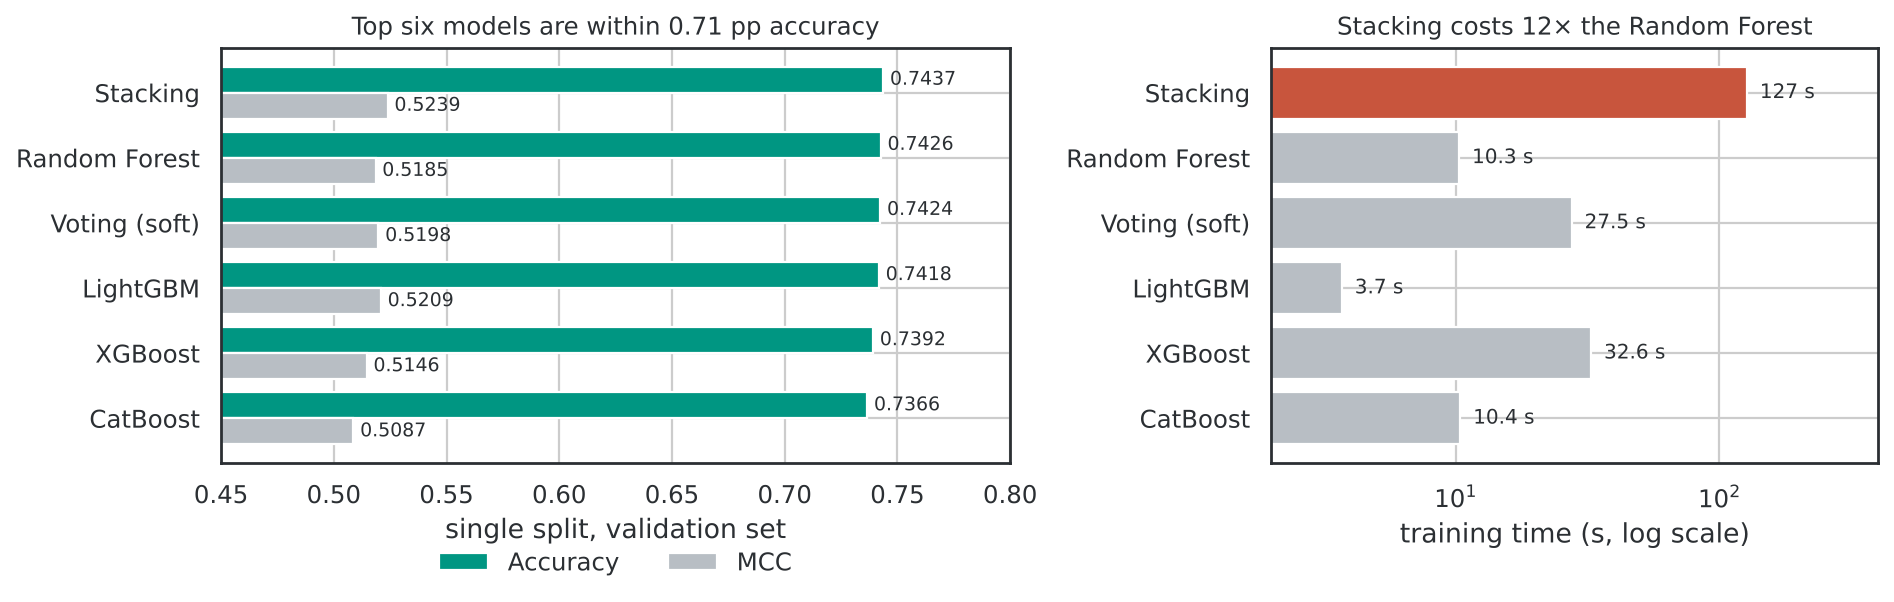 Top six models are within 0.71 pp accuracy
Stacking
0.7437
0.5239
Random Forest
0.7426
0.5185
Voting (soft)
0.7424
0.5198
LightGBM
0.7418
0.5209
XGBoost
0.7392
0.5146
CatBoost
0.7366
0.5087
0.45 0.50 0.55 0.60 0.65 0.70 0.75 0.80
single split, validation set
Accuracy MCC
Stacking costs 12× the Random Forest
Stacking 127 s
Random Forest 10.3 s
Voting (soft) 27.5 s
LightGBM 3.7 s
XGBoost 32.6 s
CatBoost 10.4 s
10¹ 10²
training time (s, log scale)